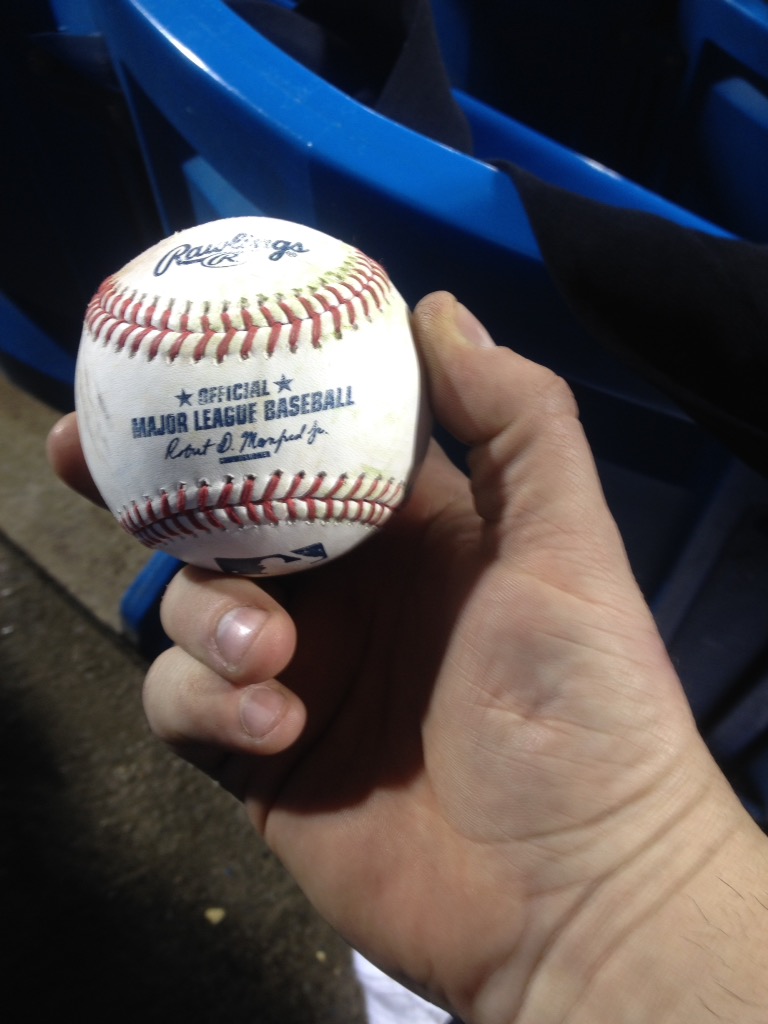 Rawlings
R
★ OFFICIAL ★
MAJOR LEAGUE BASEBALL
Robert D. Manfred Jr.